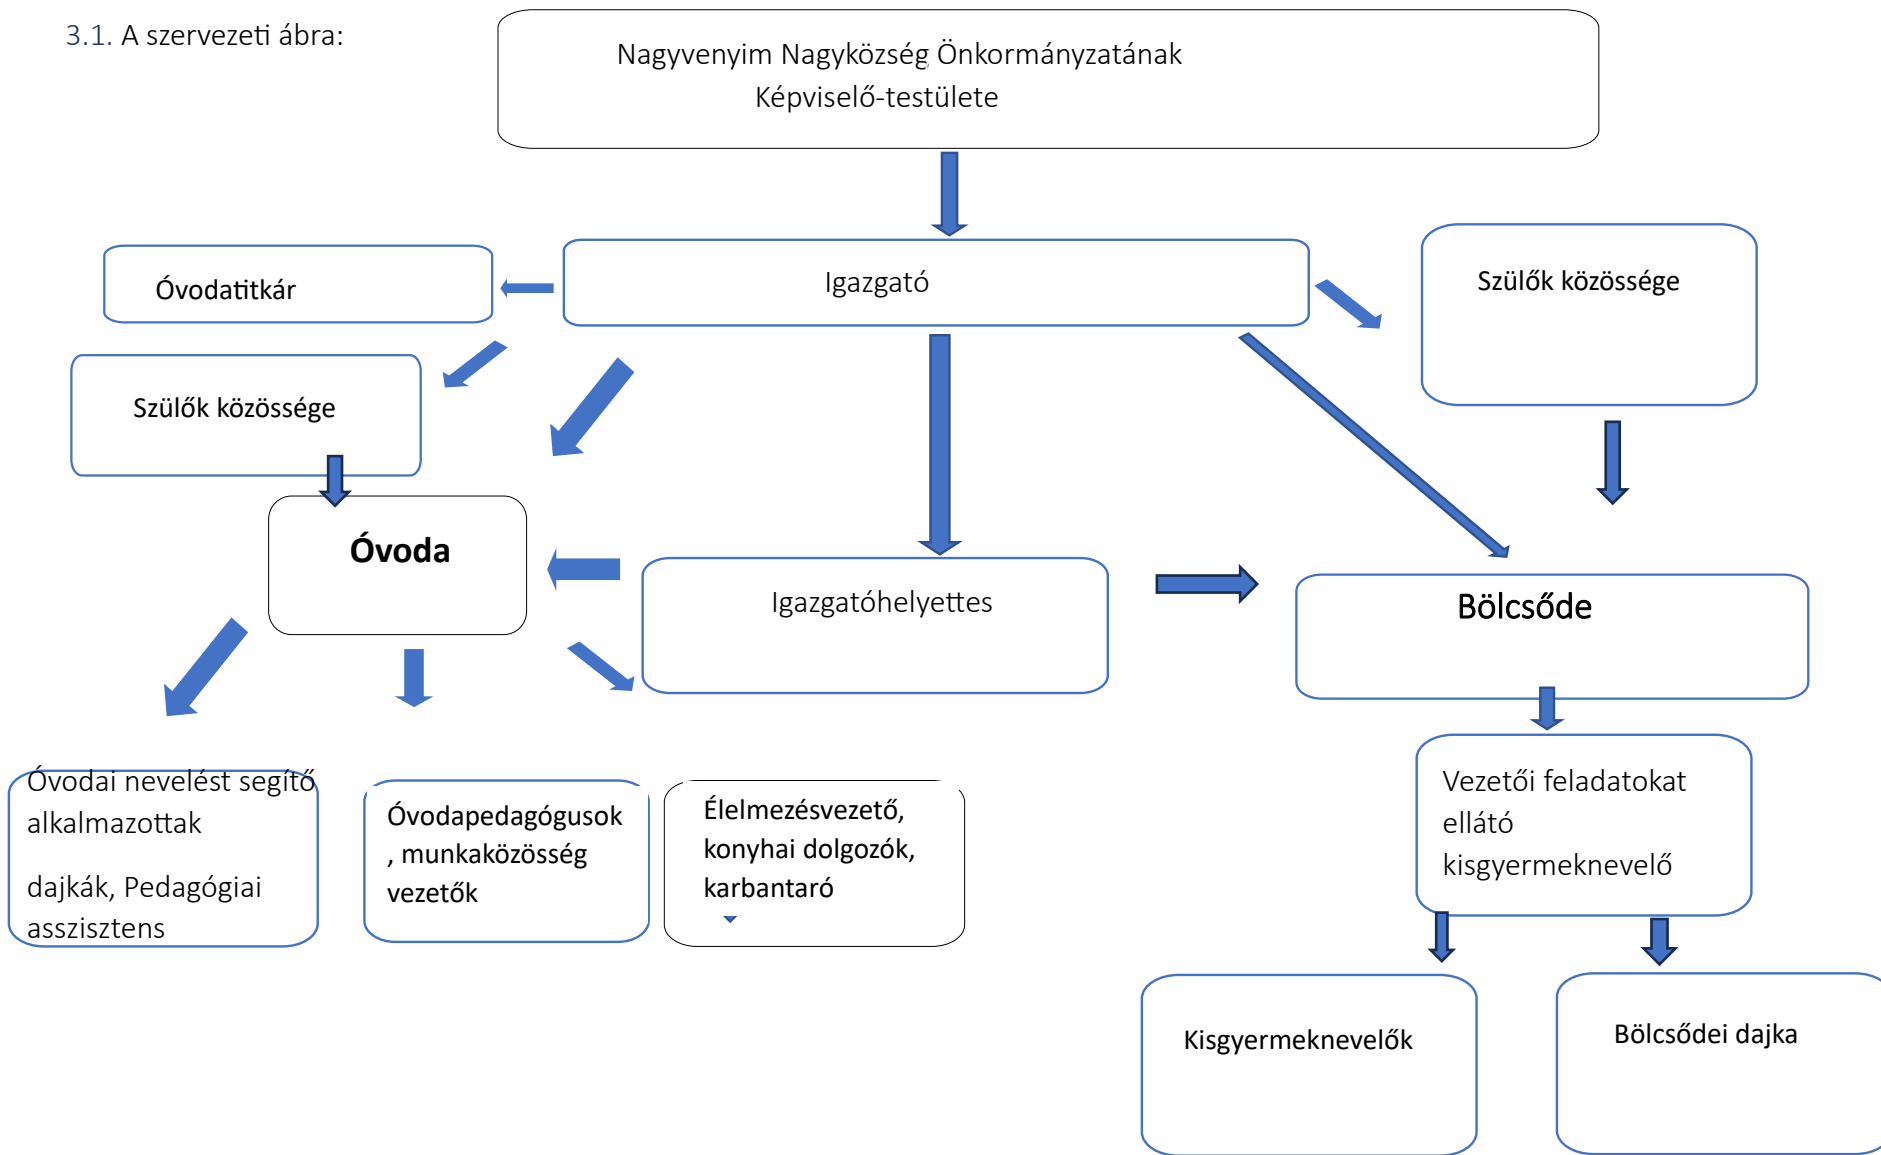 3.1. A szervezeti ábra:
Nagyvenyim Nagyközség Önkormányzatának
Képviselő-testülete
Óvodatitkár
Igazgató
Szülők közössége
Szülők közössége
Óvoda
Igazgatóhelyettes
Bölcsőde
Óvodai nevelést segítő
alkalmazottak
dajkák, Pedagógiai
asszisztens
Óvodapedagógusok
, munkaközösség
vezetők
Élelmezésvezető,
konyhai dolgozók,
karbantaró
Vezetői feladatokat
ellátó
kisgyermeknevelő
Kisgyermeknevelők
Bölcsődei dajka